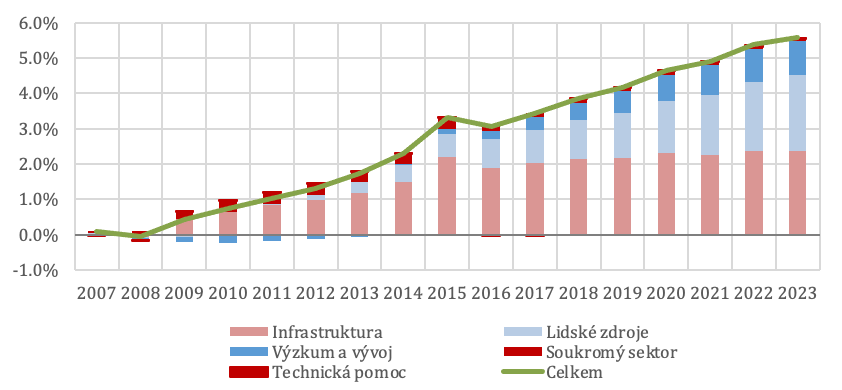 6.0%
5.0%
4.0%
3.0%
2.0%
1.0%
0.0%
-1.0%
2007 2008 2009 2010 2011 2012 2013 2014 2015 2016 2017 2018 2019 2020 2021 2022 2023
Infrastruktura Lidské zdroje
Výzkum a vývoj Soukromý sektor
Technická pomoc Celkem